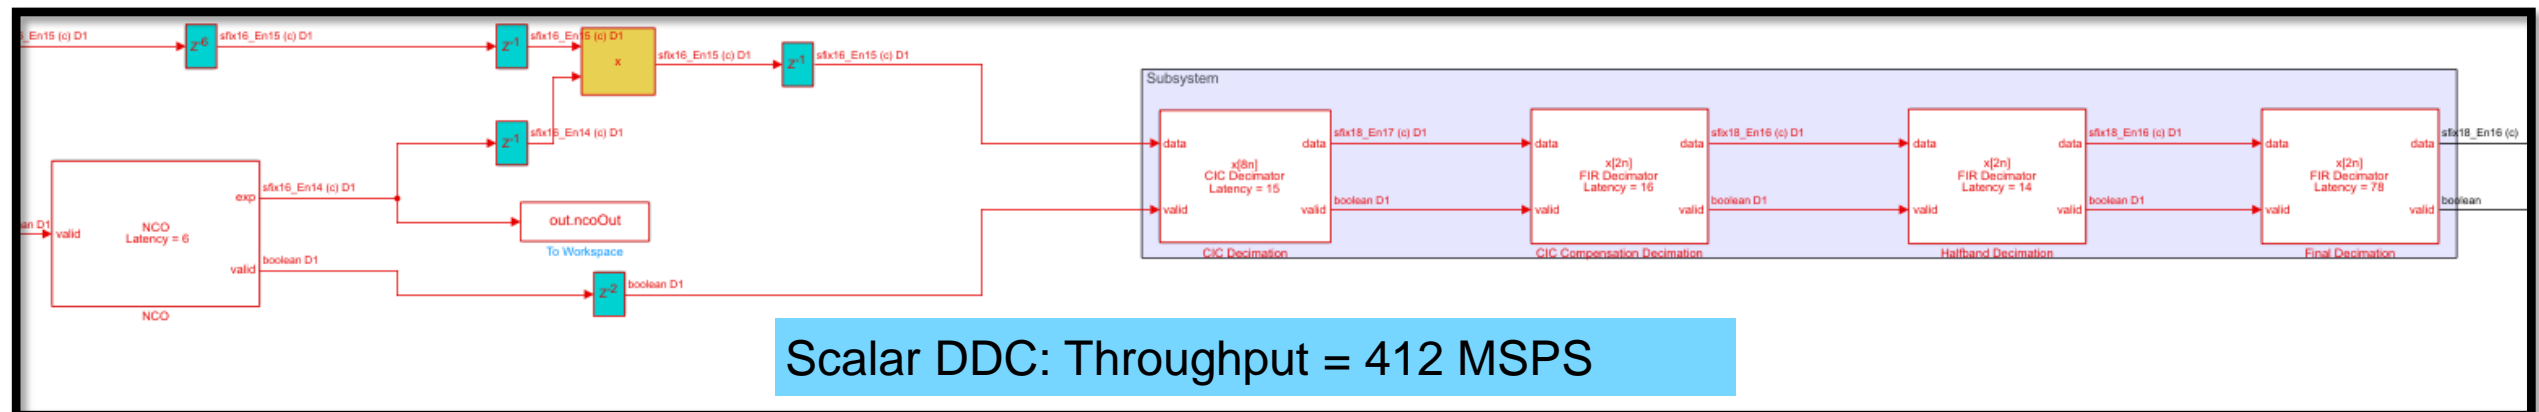 _En15 (c) D1
Z-6
sfix16_En15 (c) D1
Z-1
sfix16_En15 (c) D1
x
sfix16_En15 (c) D1
Z-1
sfix16_En15 (c) D1
Z-1
sfix16_En14 (c) D1
an D1
valid
NCO
Latency = 6
exp
valid
NCO
sfix16_En14 (c) D1
boolean D1
out.ncoOut
To Workspace
Z-2
boolean D1
Subsystem
data
valid
x[8n]
CIC Decimator
Latency = 15
data
valid
CIC Decimation
sfix18_En17 (c) D1
boolean D1
data
valid
x[2n]
FIR Decimator
Latency = 16
data
valid
CIC Compensation Decimation
sfix18_En16 (c) D1
boolean D1
data
valid
x[2n]
FIR Decimator
Latency = 14
data
valid
Halfband Decimation
sfix18_En16 (c) D1
boolean D1
data
valid
x[2n]
FIR Decimator
Latency = 78
data
valid
Final Decimation
sfix18_En16 (c)
boolean
Scalar DDC: Throughput = 412 MSPS